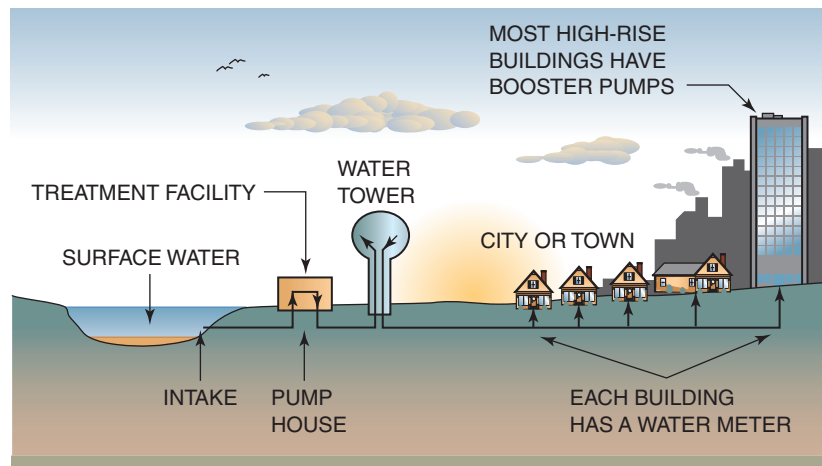 MOST HIGH-RISE
BUILDINGS HAVE
BOOSTER PUMPS
WATER
TOWER
TREATMENT FACILITY
CITY OR TOWN
SURFACE WATER
INTAKE
PUMP
HOUSE
EACH BUILDING
HAS A WATER METER